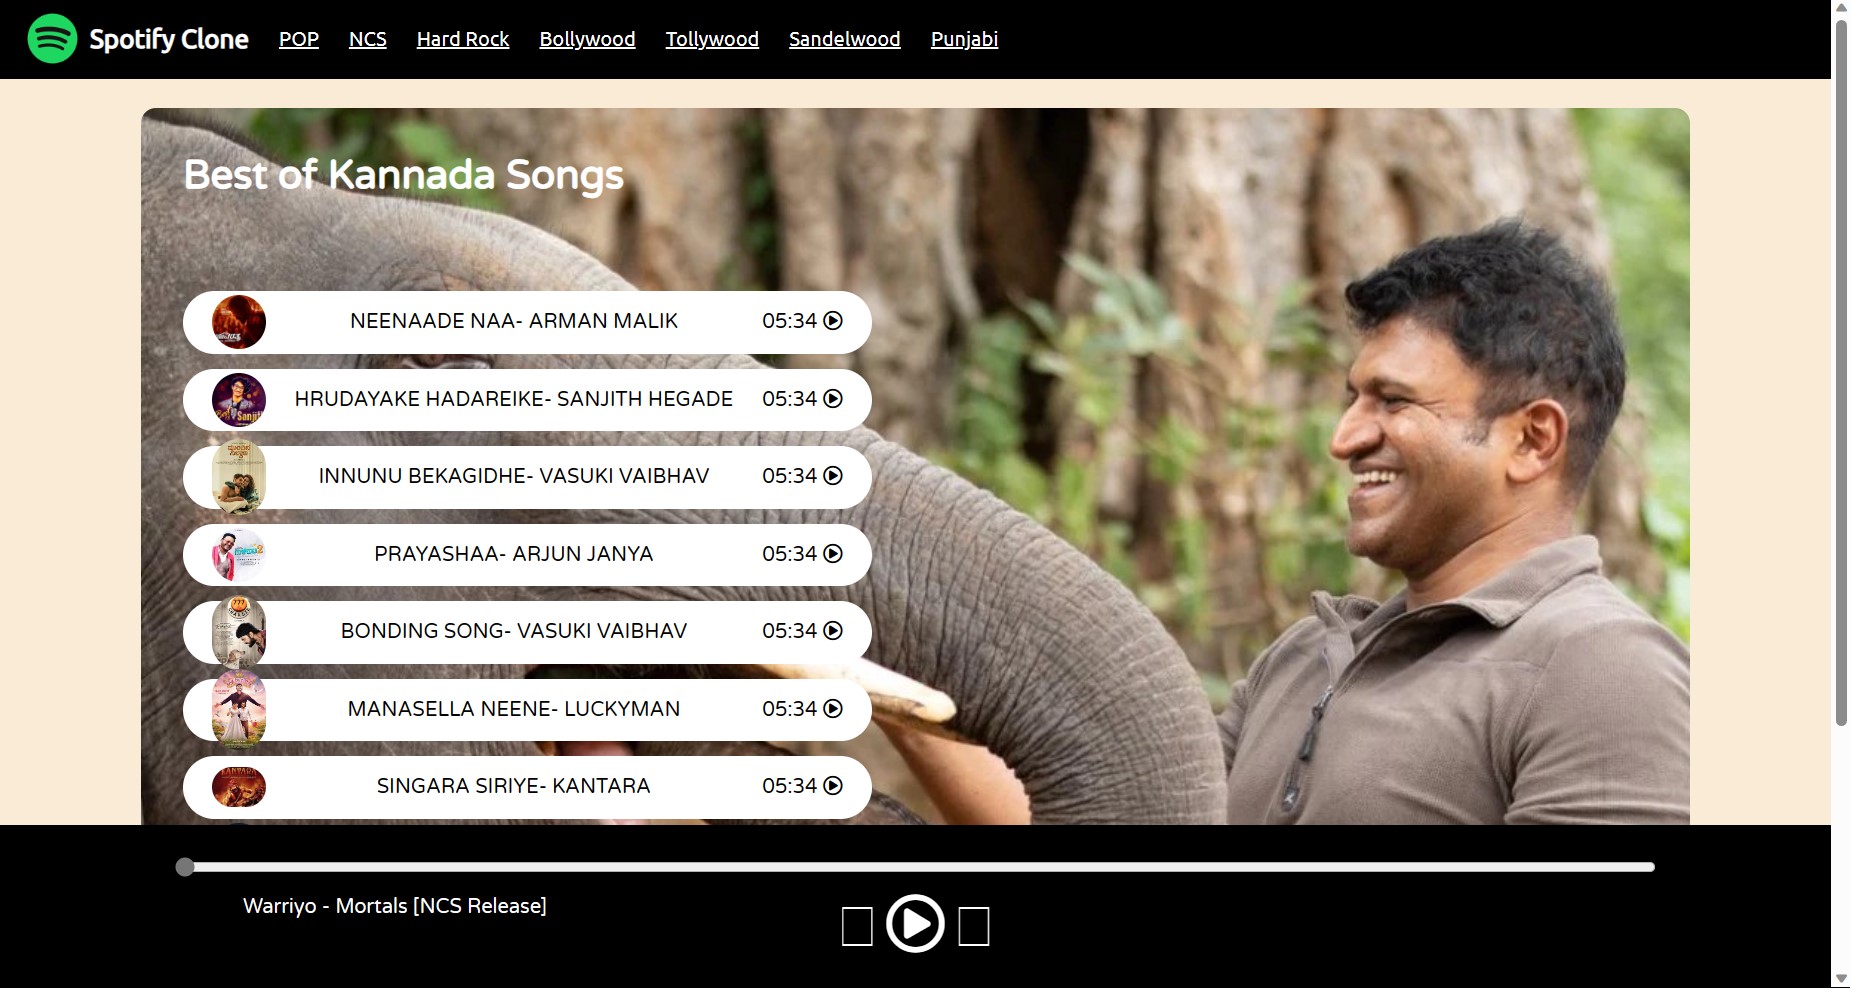 Spotify Clone POP NCS Hard Rock Bollywood Tollywood Sandelwood Punjabi
Best of Kannada Songs
NEENAADE NAA- ARMAN MALIK 05:34
HRUDAYAKE HADAREIKE- SANJITH HEGADE 05:34
INNUNU BEKAGIDHE- VASUKI VAIBHAV 05:34
PRAYASHAA- ARJUN JANYA 05:34
BONDING SONG- VASUKI VAIBHAV 05:34
777
MANASELLA NEENE- LUCKYMAN 05:34
KANTARA
SINGARA SIRIYE- KANTARA 05:34
Warriyo - Mortals [NCS Release]